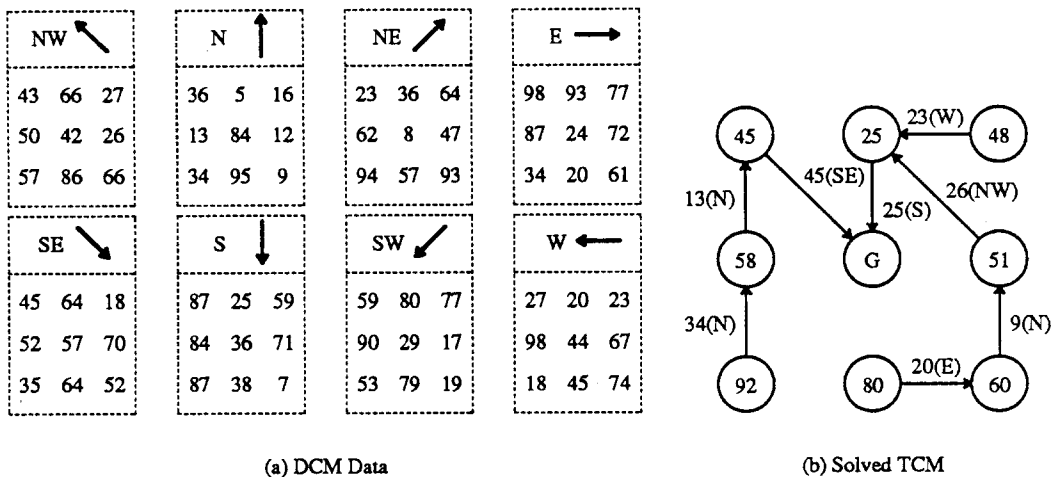 NW N NE E
43 66 27 36 5 16 23 36 64 98 93 77
50 42 26 13 84 12 62 8 47 87 24 72
57 86 66 34 95 9 94 57 93 34 20 61
SE S SW W
45 64 18 87 25 59 59 80 77 27 20 23
52 57 70 84 36 71 90 29 17 98 44 67
35 64 52 87 38 7 53 79 19 18 45 74
(a) DCM Data
45 25 23(W) 48
13(N) 45(SE) 25(S) 26(NW)
58 G 51
34(N) 9(N)
92 80 20(E) 60
(b) Solved TCM